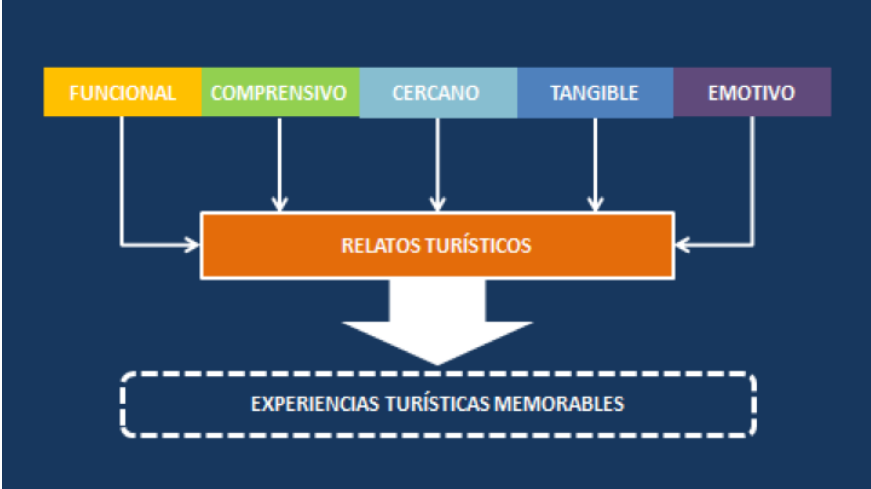 FUNCIONAL COMPRENSIVO CERCANO TANGIBLE EMOTIVO
RELATOS TURÍSTICOS
EXPERIENCIAS TURÍSTICAS MEMORABLES